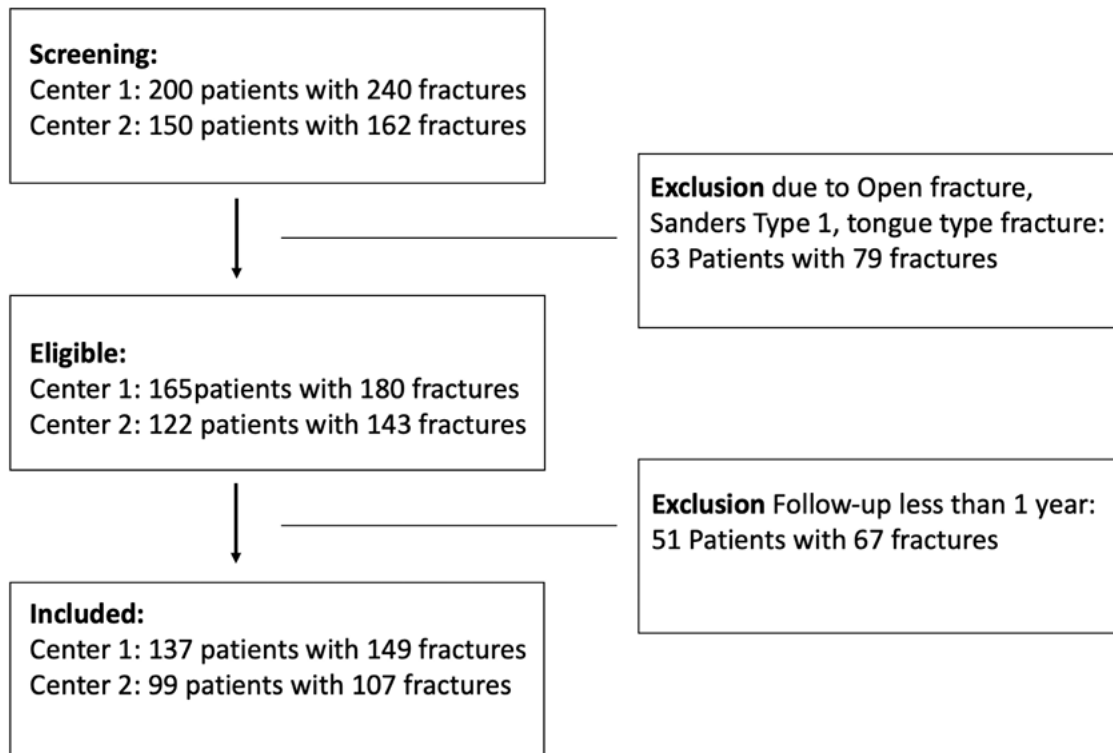 Screening:
Center 1: 200 patients with 240 fractures
Center 2: 150 patients with 162 fractures
Exclusion due to Open fracture,
Sanders Type 1, tongue type fracture:
63 Patients with 79 fractures
Eligible:
Center 1: 165patients with 180 fractures
Center 2: 122 patients with 143 fractures
Exclusion Follow-up less than 1 year:
51 Patients with 67 fractures
Included:
Center 1: 137 patients with 149 fractures
Center 2: 99 patients with 107 fractures